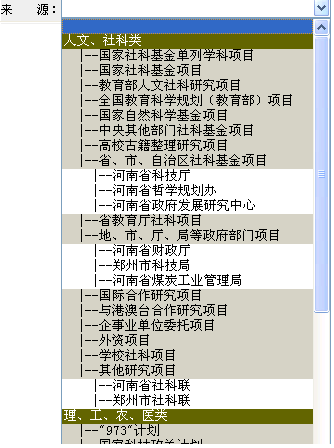 来　源：
人文、社科类
|--国家社科基金单列学科项目
|--国家社科基金项目
|--教育部人文社科研究项目
|--全国教育科学规划（教育部）项目
|--国家自然科学基金项目
|--中央其他部门社科基金项目
|--高校古籍整理研究项目
|--省、市、自治区社科基金项目
|--河南省科技厅
|--河南省哲学规划办
|--河南省政府发展研究中心
|--省教育厅社科项目
|--地、市、厅、局等政府部门项目
|--河南省财政厅
|--郑州市科技局
|--河南省煤炭工业管理局
|--国际合作研究项目
|--与港澳台合作研究项目
|--企事业单位委托项目
|--外资项目
|--学校社科项目
|--其他研究项目
|--河南省社科联
|--郑州市社科联
理、工、农、医类
|--“973”计划
|--国家科技攻关计划